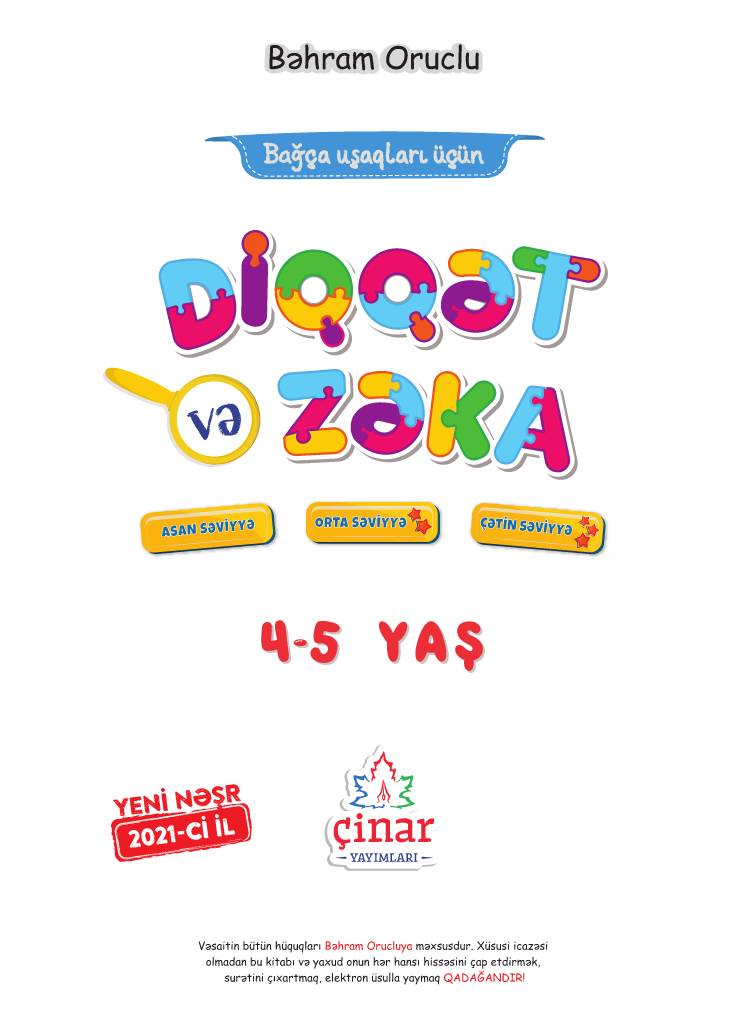 Bəhram Oruclu
Bağça uşaqları üçün
DİQQƏT
və ZƏKA
ASAN SƏVİYYƏ ORTA SƏVİYYƏ ÇƏTİN SƏVİYYƏ
4-5 YAŞ
YENİ NƏŞR
2021-Cİ İL
çinar
YAYIMLARI
Vəsaitin bütün hüquqları Bəhram Orucluya məxsusdur. Xüsusi icazəsi
olmadan bu kitabı və yaxud onun hər hansı hissəsini çap etdirmək,
surətini çıxartmaq, elektron üsulla yaymaq QADAĞANDIR!